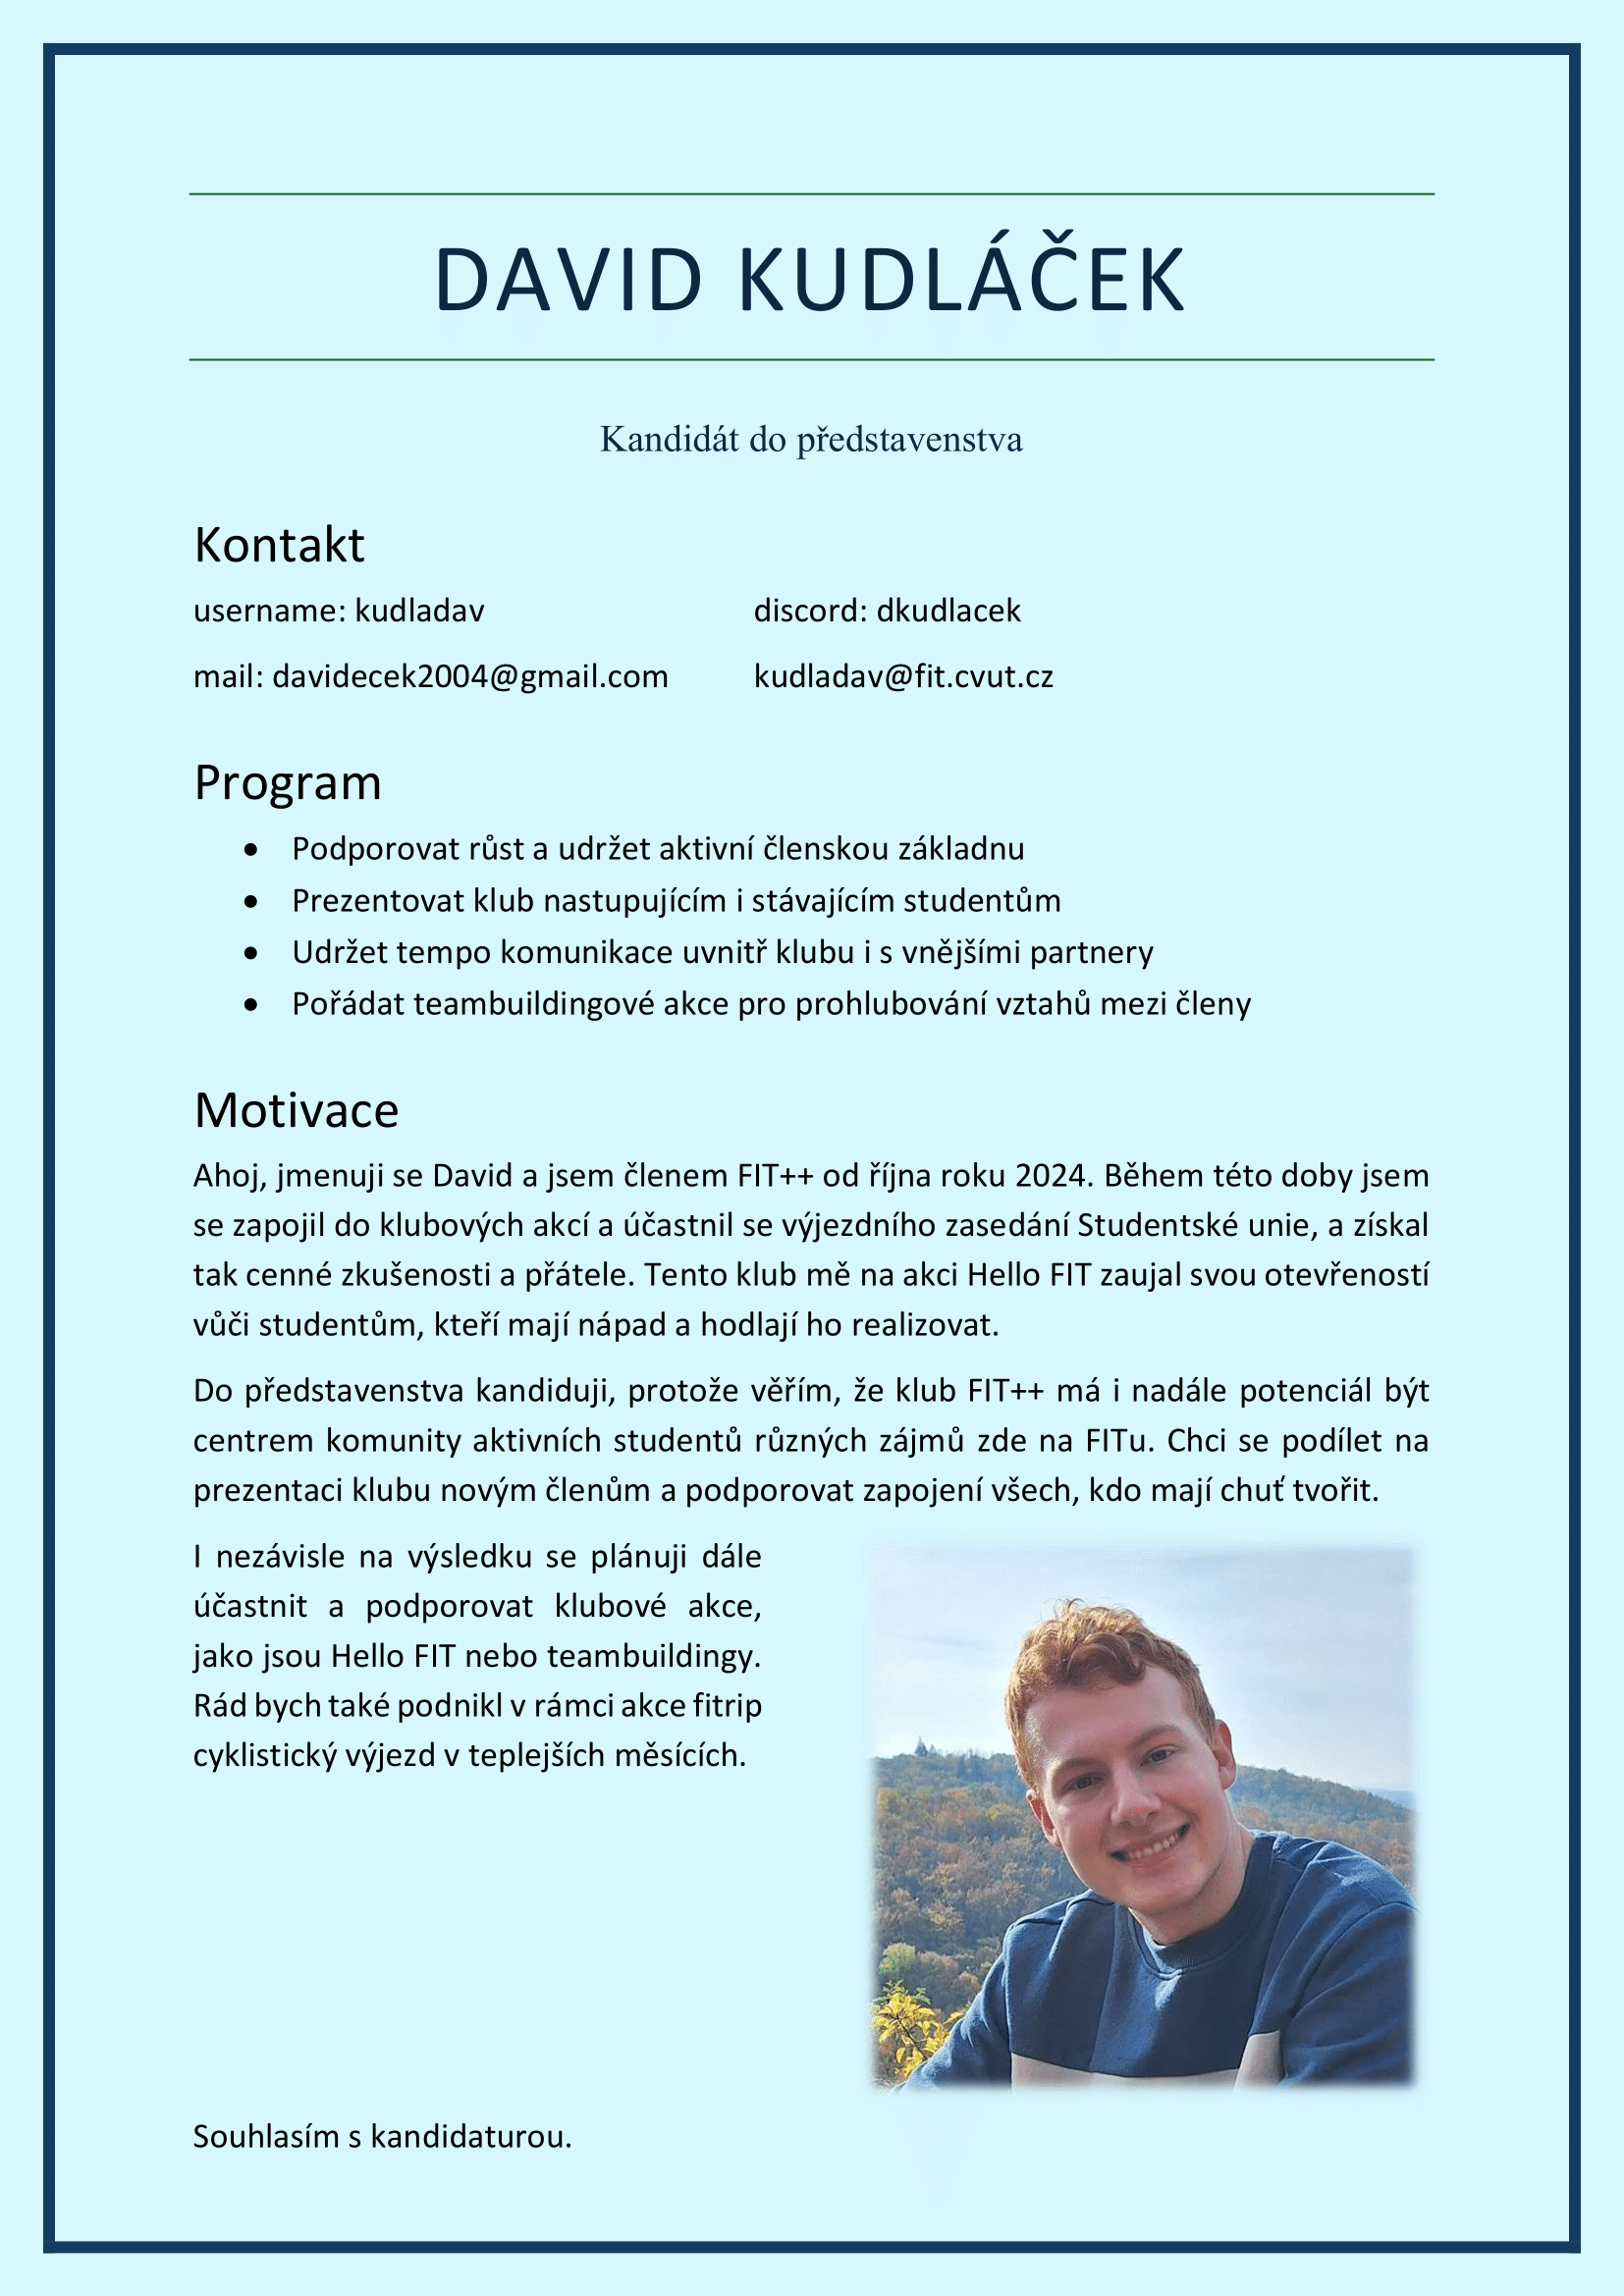 DAVID KUDLÁČEK
Kandidát do představenstva
Kontakt
username: kudladav discord: dkudlacek
mail: davidecek2004@gmail.com kudladav@fit.cvut.cz
Program
• Podporovat růst a udržet aktivní členskou základnu
• Prezentovat klub nastupujícím i stávajícím studentům
• Udržet tempo komunikace uvnitř klubu i s vnějšími partnery
• Pořádat teambuildingové akce pro prohlubování vztahů mezi členy
Motivace
Ahoj, jmenuji se David a jsem členem FIT++ od října roku 2024. Během této doby jsem
se zapojil do klubových akcí a účastnil se výjezdního zasedání Studentské unie, a získal
tak cenné zkušenosti a přátele. Tento klub mě na akci Hello FIT zaujal svou otevřeností
vůči studentům, kteří mají nápad a hodlají ho realizovat.
Do představenstva kandiduji, protože věřím, že klub FIT++ má i nadále potenciál být
centrem komunity aktivních studentů různých zájmů zde na FITu. Chci se podílet na
prezentaci klubu novým členům a podporovat zapojení všech, kdo mají chuť tvořit.
I nezávisle na výsledku se plánuji dále
účastnit a podporovat klubové akce,
jako jsou Hello FIT nebo teambuildingy.
Rád bych také podnikl v rámci akce fitrip
cyklistický výjezd v teplejších měsících.
Souhlasím s kandidaturou.